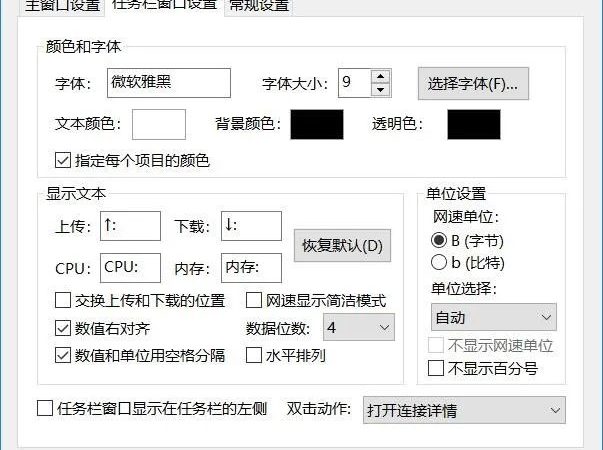 主窗口设置 任务栏窗口设置 常规设置
颜色和字体
字体: 微软雅黑 字体大小: 9 选择字体(F)...
文本颜色: 背景颜色: 透明色:
指定每个项目的颜色
显示文本
上传: ↑: 下载: ↓: 恢复默认(D)
CPU: CPU: 内存: 内存:
交换上传和下载的位置 网速显示简洁模式
数值右对齐 数据位数: 4
数值和单位用空格分隔 水平排列
单位设置
网速单位:
B (字节)
b (比特)
单位选择:
自动
不显示网速单位
不显示百分号
任务栏窗口显示在任务栏的左侧 双击动作: 打开连接详情